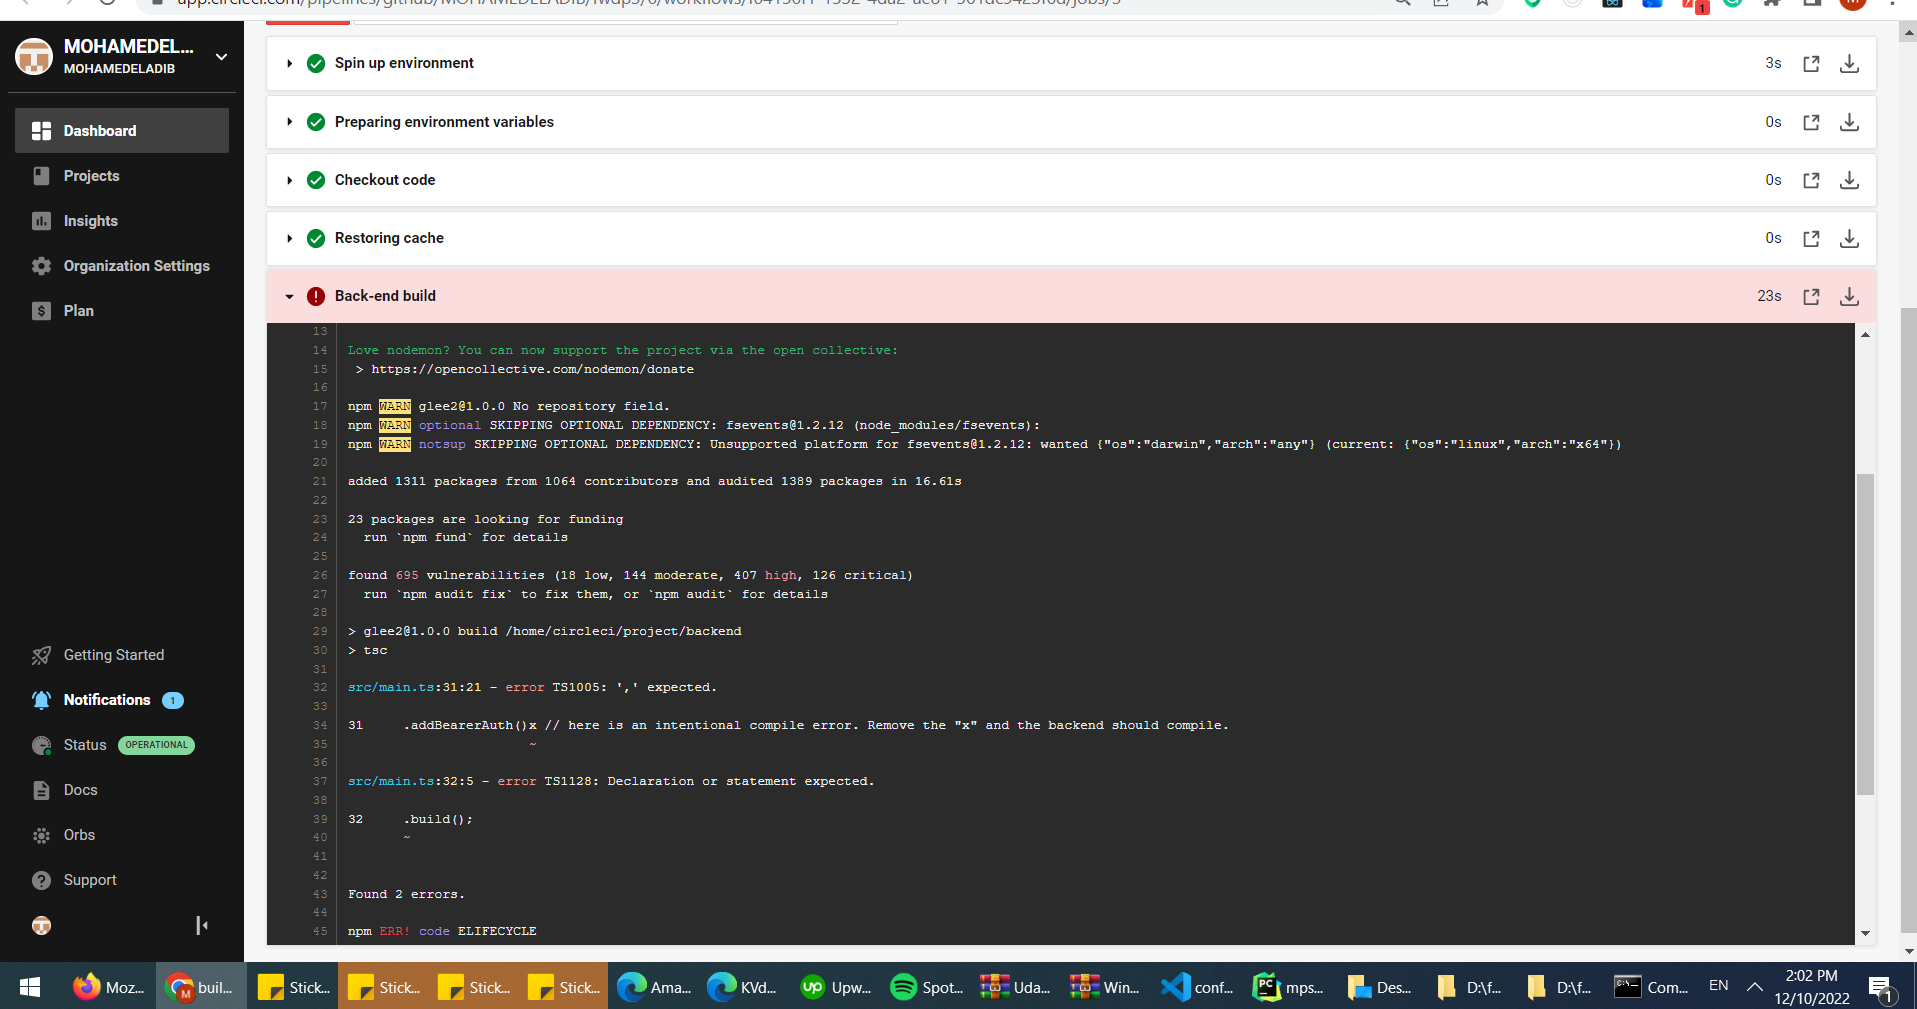 MOHAMEDEL...
MOHAMEDELADIB
Dashboard
Projects
Insights
Organization Settings
Plan
Getting Started
Notifications 1
Status OPERATIONAL
Docs
Orbs
Support
Spin up environment 3s
Preparing environment variables 0s
Checkout code 0s
Restoring cache 0s
Back-end build 23s
13
14 Love nodemon? You can now support the project via the open collective:
15 > https://opencollective.com/nodemon/donate
16
17 npm WARN glee2@1.0.0 No repository field.
18 npm WARN optional SKIPPING OPTIONAL DEPENDENCY: fsevents@1.2.12 (node_modules/fsevents):
19 npm WARN notsup SKIPPING OPTIONAL DEPENDENCY: Unsupported platform for fsevents@1.2.12: wanted {"os":"darwin","arch":"any"} (current: {"os":"linux","arch":"x64"})
20
21 added 1311 packages from 1064 contributors and audited 1389 packages in 16.61s
22
23 23 packages are looking for funding
24 run `npm fund` for details
25
26 found 695 vulnerabilities (18 low, 144 moderate, 407 high, 126 critical)
27 run `npm audit fix` to fix them, or `npm audit` for details
28
29 > glee2@1.0.0 build /home/circleci/project/backend
30 > tsc
31
32 src/main.ts:31:21 - error TS1005: ',' expected.
33
34 31 .addBearerAuth()x // here is an intentional compile error. Remove the "x" and the backend should compile.
35 ~
36
37 src/main.ts:32:5 - error TS1128: Declaration or statement expected.
38
39 32 .build();
40 ~
41
42
43 Found 2 errors.
44
45 npm ERR! code ELIFECYCLE
Moz... buil... Stick... Stick... Stick... Stick... Ama... KVd... Upw... Spot... Uda... Win... conf... mps... Des... D:\f... D:\f... Com... EN 2:02 PM
12/10/2022 1